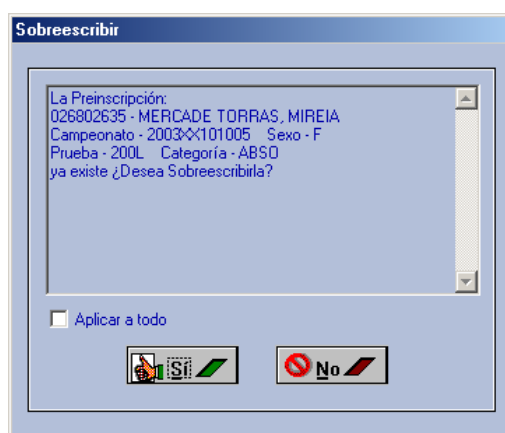 Sobreescribir
La Preinscripción:
026802635 - MERCADE TORRAS, MIREIA
Campeonato - 2003XX101005 Sexo - F
Prueba - 200L Categoría - ABSO
ya existe ¿Desea Sobreescribirla?
Aplicar a todo
Sí
No